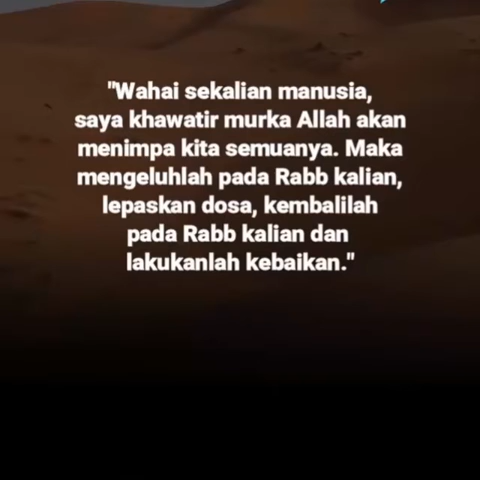 "Wahai sekalian manusia,
saya khawatir murka Allah akan
menimpa kita semuanya. Maka
mengeluhlah pada Rabb kalian,
lepaskan dosa, kembalilah
pada Rabb kalian dan
lakukanlah kebaikan."